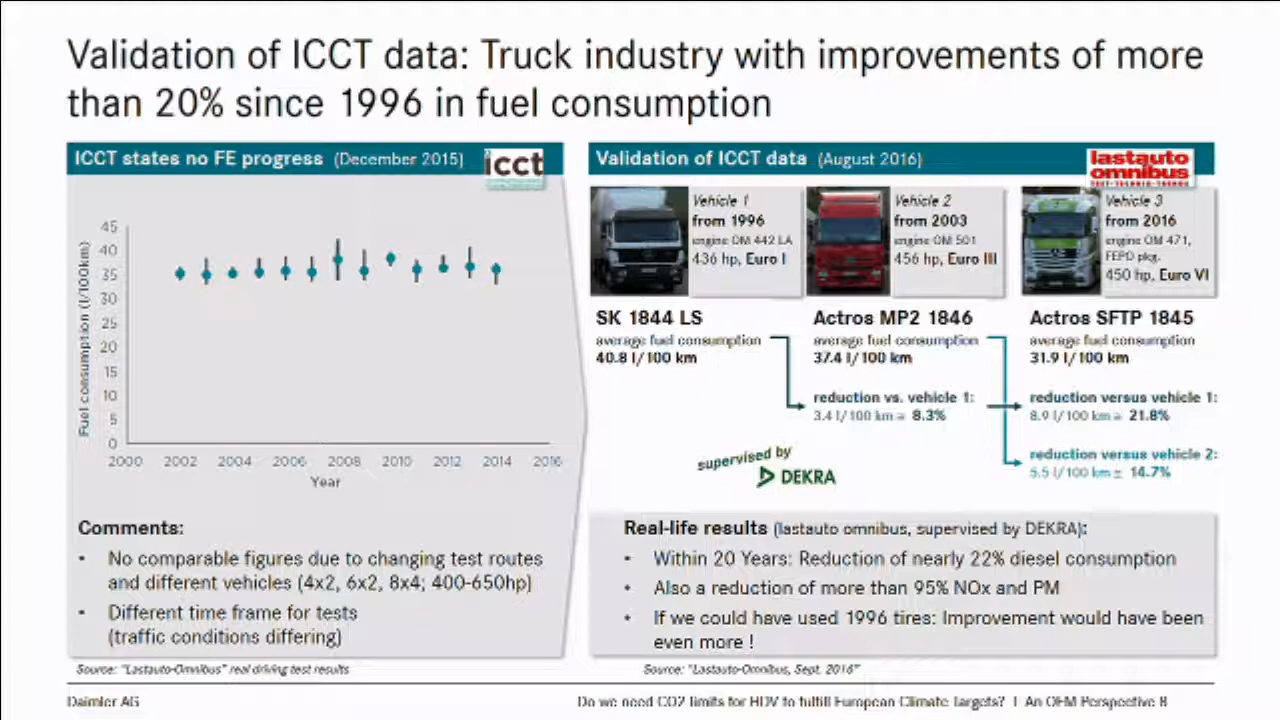 Validation of ICCT data: Truck industry with improvements of more
than 20% since 1996 in fuel consumption
ICCT states no FE progress (December 2015)
icct
45
40
35
30
25
20
15
10
5
0
Fuel consumption (l/100km)
2000 2002 2004 2006 2008 2010 2012 2014 2016
Year
Comments:
• No comparable figures due to changing test routes
and different vehicles (4x2, 6x2, 8x4; 400-650hp)
• Different time frame for tests
(traffic conditions differing)
Source: "Lastauto-Omnibus" real driving test results
Validation of ICCT data (August 2016)
lastauto
omnibus
TEST·TECHNIK·TRENDS
Vehicle 1
from 1996
engine OM 442 LA
436 hp, Euro I
Vehicle 2
from 2003
engine OM 501
456 hp, Euro III
Vehicle 3
from 2016
engine OM 471,
FEPO pkg.
450 hp, Euro VI
SK 1844 LS
average fuel consumption
40.8 l/100 km
Actros MP2 1846
average fuel consumption
37.4 l/100 km
reduction vs. vehicle 1:
3.4 l/100 km ≙ 8.3%
Actros SFTP 1845
average fuel consumption
31.9 l/100 km
reduction versus vehicle 1:
8.9 l/100 km ≙ 21.8%
reduction versus vehicle 2:
5.5 l/100 km ≙ 14.7%
supervised by
DEKRA
Real-life results (lastauto omnibus, supervised by DEKRA):
• Within 20 Years: Reduction of nearly 22% diesel consumption
• Also a reduction of more than 95% NOx and PM
• If we could have used 1996 tires: Improvement would have been
even more !
Source: "Lastauto-Omnibus, Sept. 2016"
Daimler AG
Do we need CO2 limits for HDV to fulfill European Climate Targets? I An OEM Perspective 8